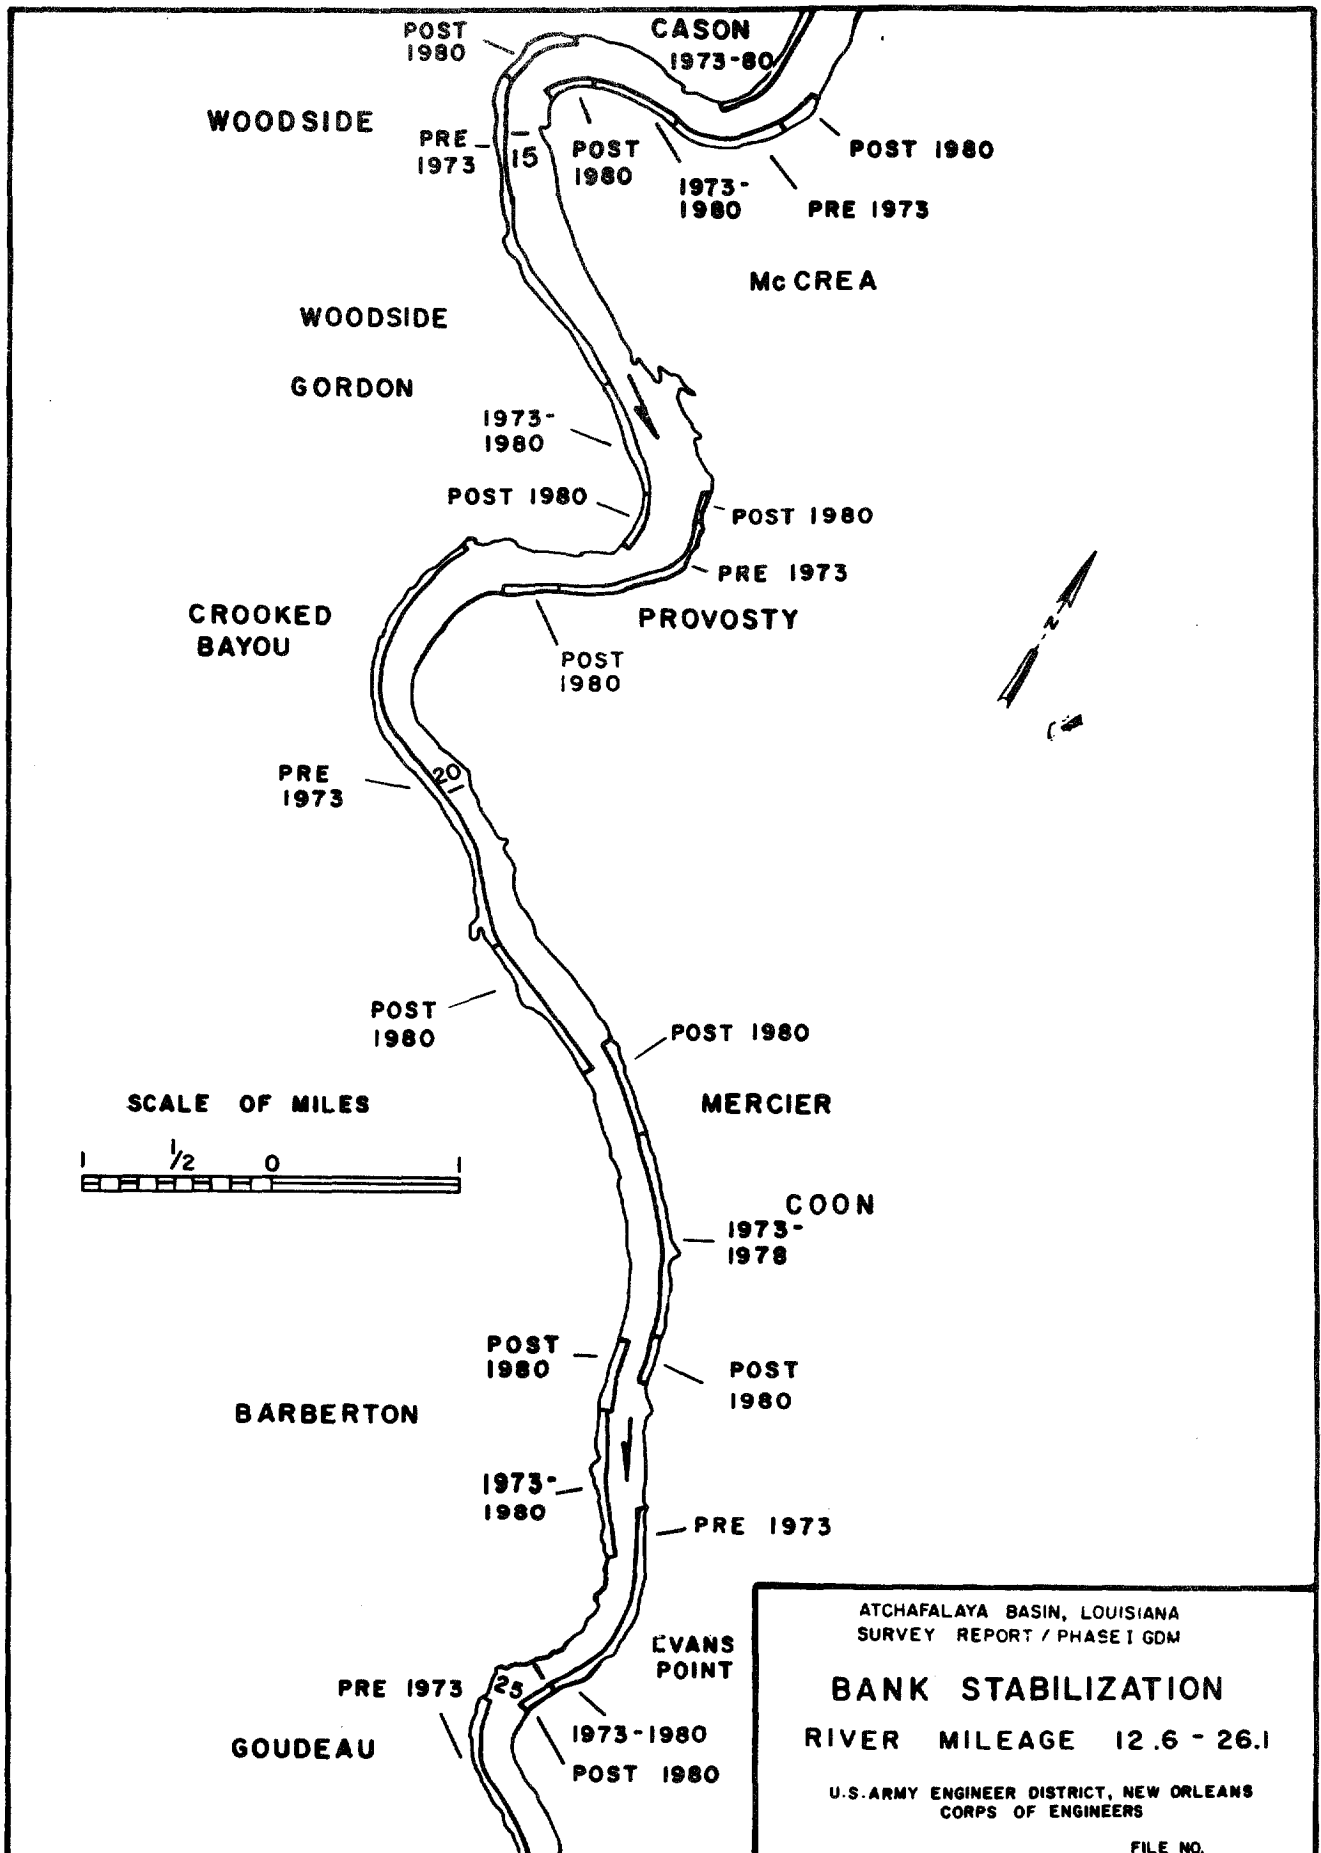 POST
1980
CASON
1973-80
WOODSIDE
PRE
1973
15
POST
1980
1973-
1980
POST 1980
PRE 1973
McCREA
WOODSIDE
GORDON
1973-
1980
POST 1980
POST 1980
PRE 1973
CROOKED
BAYOU
PROVOSTY
POST
1980
N
PRE
1973
20
POST
1980
POST 1980
SCALE OF MILES
1 1/2 0 1
MERCIER
COON
1973-
1978
POST
1980
POST
1980
BARBERTON
1973-
1980
PRE 1973
EVANS
POINT
PRE 1973
25
GOUDEAU
1973-1980
POST 1980
ATCHAFALAYA BASIN, LOUISIANA
SURVEY REPORT / PHASE I GDM
BANK STABILIZATION
RIVER MILEAGE 12.6 - 26.1
U.S. ARMY ENGINEER DISTRICT, NEW ORLEANS
CORPS OF ENGINEERS
FILE NO.